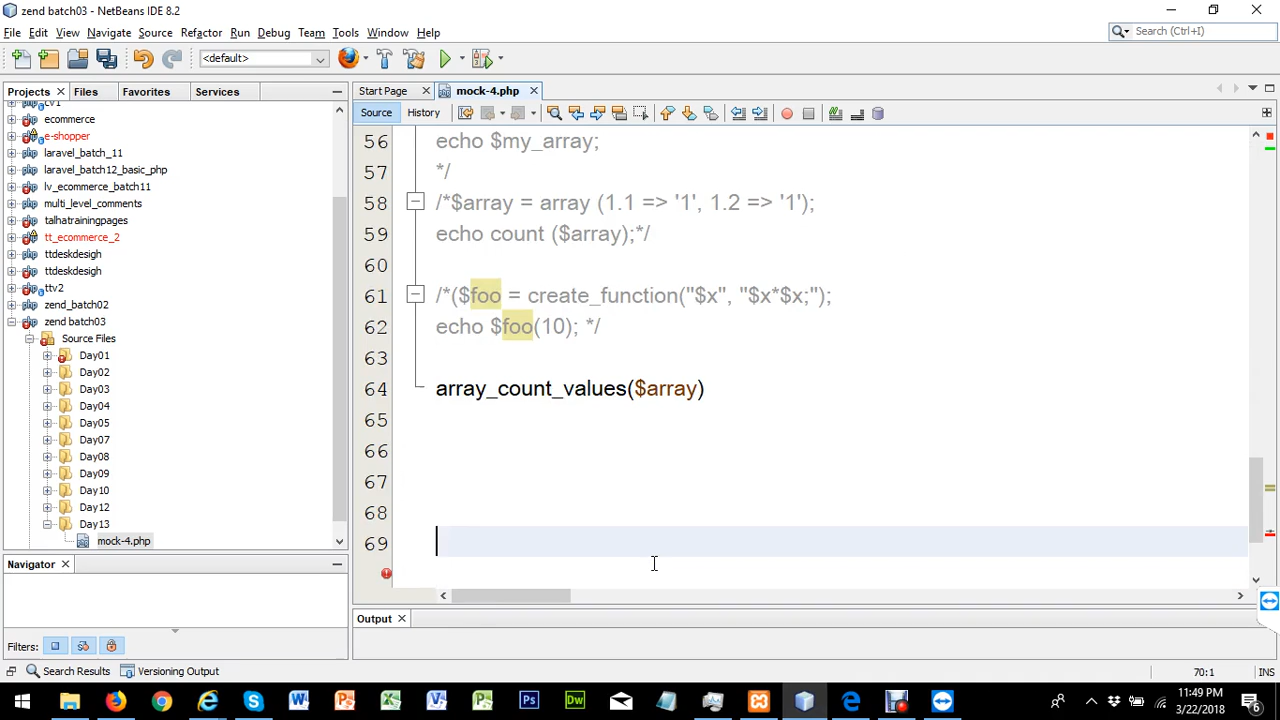 zend batch03 - NetBeans IDE 8.2
File Edit View Navigate Source Refactor Run Debug Team Tools Window Help
Search (Ctrl+I)
<default>
Projects Files Favorites Services
Start Page mock-4.php
Source History
cv1
ecommerce
e-shopper
laravel_batch_11
laravel_batch12_basic_php
lv_ecommerce_batch11
multi_level_comments
talhatrainingpages
tt_ecommerce_2
ttdeskdesigh
ttdeskdesigh
ttv2
zend_batch02
zend batch03
Source Files
Day01
Day02
Day03
Day04
Day05
Day07
Day08
Day09
Day10
Day12
Day13
mock-4.php
56 echo $my_array;
57 */
58 /*$array = array (1.1 => '1', 1.2 => '1');
59 echo count ($array);*/
60
61 /*($foo = create_function("$x", "$x*$x;");
62 echo $foo(10); */
63
64 array_count_values($array)
65
66
67
68
69
Navigator
Filters:
Output
Search Results Versioning Output
70:1 INS
11:49 PM
3/22/2018
6